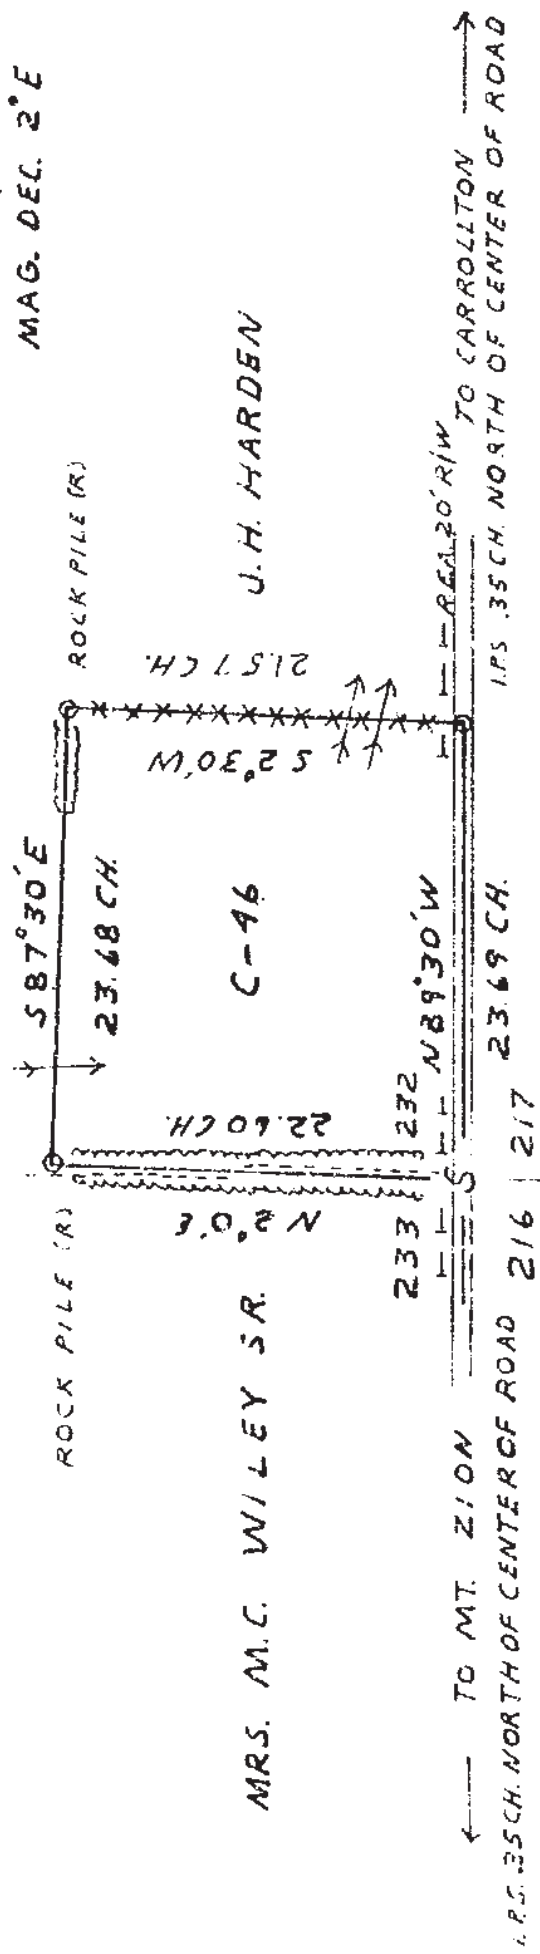 MAG. DEC. 2° E
ROCK PILE (R)
ROCK PILE (R)
S 87° 30' E
23.68 CH.
J. H. HARDEN
21.57 CH.
S 2° 30' W
C-46
22.60 CH.
N 2° 0' E
MRS. M.C. WILEY SR.
233
232
N 89° 30' W
REA 20' R/W
TO MT. ZION
TO CARROLLTON
23.69 CH.
216
217
I.P.S. .35 CH. NORTH OF CENTER OF ROAD
I.P.S. .35 CH. NORTH OF CENTER OF ROAD